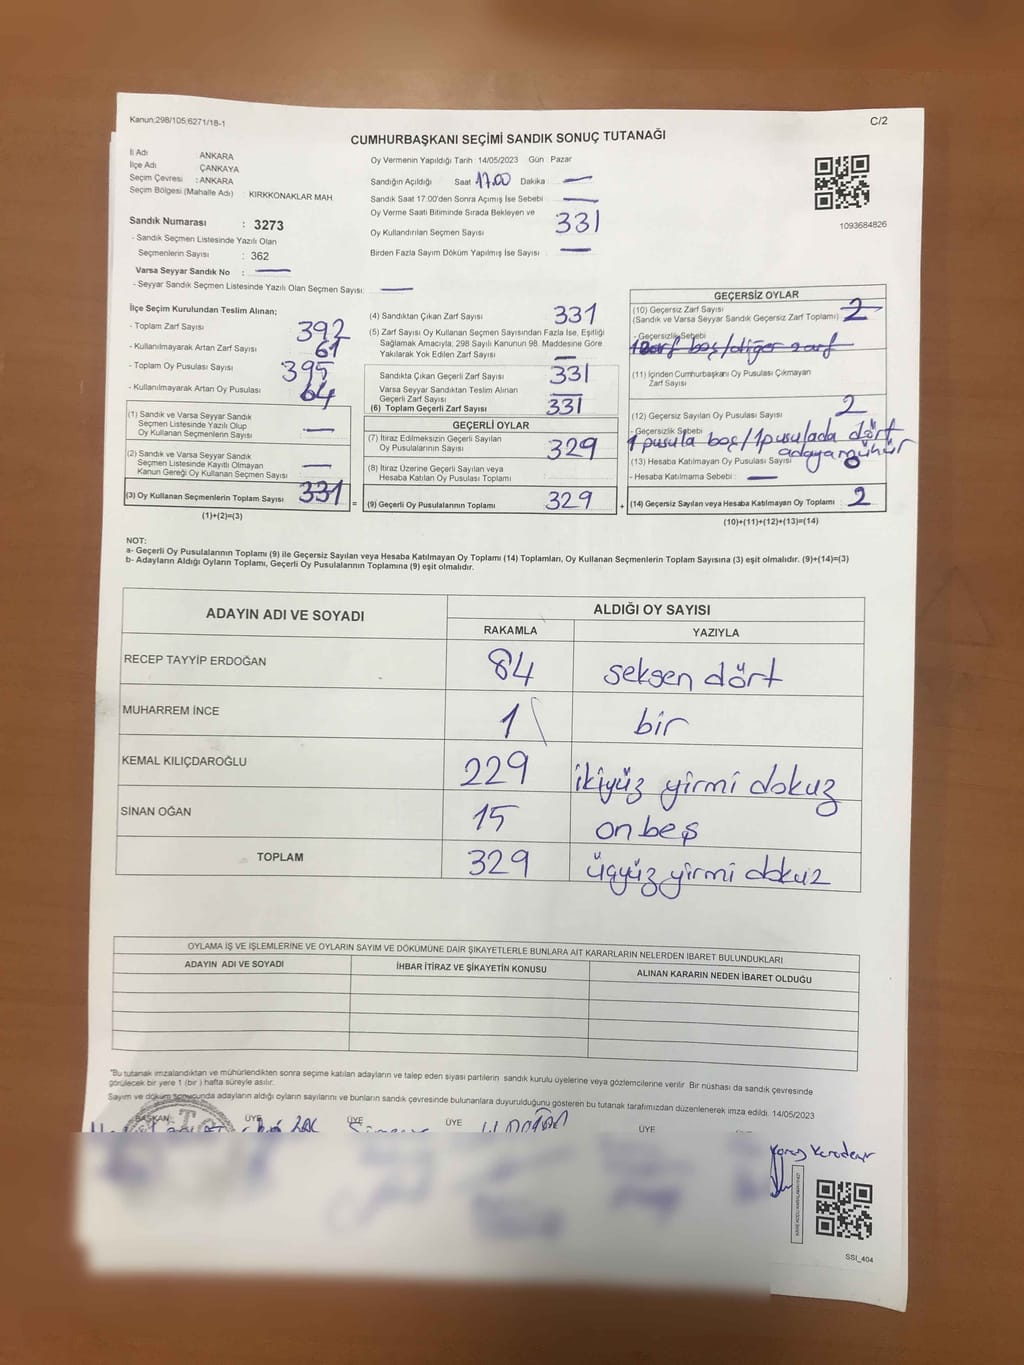 Kanun;298/105;6271/18-1
C/2
CUMHURBAŞKANI SEÇİMİ SANDIK SONUÇ TUTANAĞI
İl Adı ANKARA
İlçe Adı ÇANKAYA
Seçim Çevresi : ANKARA
Seçim Bölgesi (Mahalle Adı) : KIRKKONAKLAR MAH
Sandık Numarası : 3273
- Sandık Seçmen Listesinde Yazılı Olan
Seçmenlerin Sayısı : 362
Varsa Seyyar Sandık No :
- Seyyar Sandık Seçmen Listesinde Yazılı Olan Seçmen Sayısı:
Oy Vermenin Yapıldığı Tarih : 14/05/2023 Gün Pazar
Sandığın Açıldığı Saat 17.00 Dakika : —
Sandık Saat 17:00'den Sonra Açımış İse Sebebi : —
Oy Verme Saati Bitiminde Sırada Bekleyen ve
Oy Kullandırılan Seçmen Sayısı 331
Birden Fazla Sayım Döküm Yapılmış İse Sayısı : —
1093684826
İlçe Seçim Kurulundan Teslim Alınan;
- Toplam Zarf Sayısı 392
- Kullanılmayarak Artan Zarf Sayısı 61
- Toplam Oy Pusulası Sayısı 395
- Kullanılmayarak Artan Oy Pusulası 64
(1) Sandık ve Varsa Seyyar Sandık
Seçmen Listesinde Yazılı Olup
Oy Kullanan Seçmenlerin Sayısı : —
(2) Sandık ve Varsa Seyyar Sandık
Seçmen Listesinde Kayıtlı Olmayan
Kanun Gereği Oy Kullanan Seçmen Sayısı : —
(3) Oy Kullanan Seçmenlerin Toplam Sayısı 331
(1)+(2)=(3)
=
(4) Sandıktan Çıkan Zarf Sayısı 331
(5) Zarf Sayısı Oy Kullanan Seçmen Sayısından Fazla İse, Eşitliği
Sağlamak Amacıyla, 298 Sayılı Kanunun 98. Maddesine Göre
Yakılarak Yok Edilen Zarf Sayısı : —
Sandıkta Çıkan Geçerli Zarf Sayısı 331
Varsa Seyyar Sandıktan Teslim Alınan
Geçerli Zarf Sayısı : —
(6) Toplam Geçerli Zarf Sayısı 331
GEÇERLİ OYLAR
(7) İtiraz Edilmeksizin Geçerli Sayılan
Oy Pusulalarının Toplamı 329
(8) İtiraz Üzerine Geçerli Sayılan veya
Hesaba Katılan Oy Pusulası Toplamı
(9) Geçerli Oy Pusulalarının Toplamı 329
+
GEÇERSİZ OYLAR
(10) Geçersiz Zarf Sayısı
(Sandık ve Varsa Seyyar Sandık Geçersiz Zarf Toplamı) : 2
- Geçersizlik Sebebi
1 zarf boş/diğer zarf
(11) İçinden Cumhurbaşkanı Oy Pusulası Çıkmayan
Zarf Sayısı
(12) Geçersiz Sayılan Oy Pusulası Sayısı 2
- Geçersizlik Sebebi
1 pusula boş/1 pusulada dört
adaya mühür
(13) Hesaba Katılmayan Oy Pusulası Sayısı
- Hesaba Katılmama Sebebi : —
(14) Geçersiz Sayılan veya Hesaba Katılmayan Oy Toplamı : 2
(10)+(11)+(12)+(13)=(14)
NOT:
a- Geçerli Oy Pusulalarının Toplamı (9) ile Geçersiz Sayılan veya Hesaba Katılmayan Oy Toplamı (14) Toplamları, Oy Kullanan Seçmenlerin Toplam Sayısına (3) eşit olmalıdır. (9)+(14)=(3)
b- Adayların Aldığı Oyların Toplamı, Geçerli Oy Pusulalarının Toplamına (9) eşit olmalıdır.
ADAYIN ADI VE SOYADI
ALDIĞI OY SAYISI
RAKAMLA YAZIYLA
RECEP TAYYİP ERDOĞAN 84 seksen dört
MUHARREM İNCE 1 bir
KEMAL KILIÇDAROĞLU 229 ikiyüz yirmi dokuz
SİNAN OĞAN 15 on beş
TOPLAM 329 üçyüz yirmi dokuz
OYLAMA İŞ VE İŞLEMLERİNE VE OYLARIN SAYIM VE DÖKÜMÜNE DAİR ŞİKAYETLERLE BUNLARA AİT KARARLARIN NELERDEN İBARET BULUNDUKLARI
ADAYIN ADI VE SOYADI İHBAR İTİRAZ VE ŞİKAYETİN KONUSU ALINAN KARARIN NEDEN İBARET OLDUĞU
"Bu tutanak imzalandıktan ve mühürlendikten sonra seçime katılan adayların ve talep eden siyasi partilerin sandık kurulu üyelerine veya gözlemcilerine verilir. Bir nüshası da sandık çevresinde
görülecek bir yere 1 (bir ) hafta süreyle asılır.
Sayım ve döküm sonucunda adayların aldığı oyların sayılarını ve bunların sandık çevresinde bulunanlara duyurulduğunu gösteren bu tutanak tarafımızdan düzenlenerek imza edildi. 14/05/2023
BAŞKAN ÜYE ÜYE ÜYE ÜYE
SSI_404